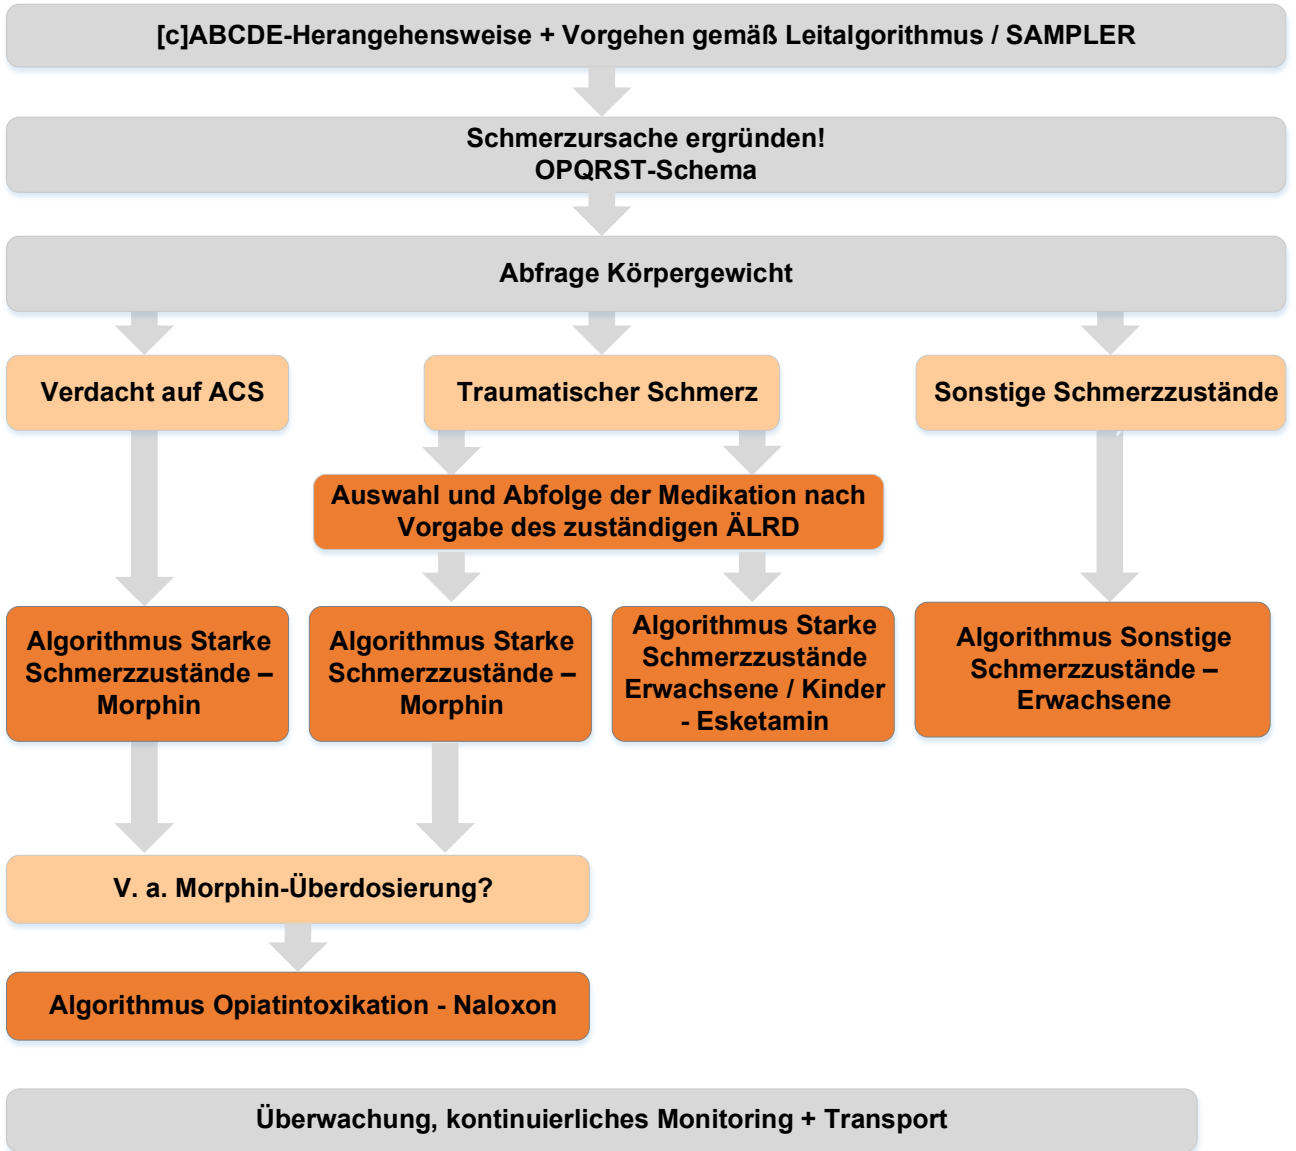 [c]ABCDE-Herangehensweise + Vorgehen gemäß Leitalgorithmus / SAMPLER
Schmerzursache ergründen!
OPQRST-Schema
Abfrage Körpergewicht
Verdacht auf ACS
Traumatischer Schmerz
Sonstige Schmerzzustände
Auswahl und Abfolge der Medikation nach
Vorgabe des zuständigen ÄLRD
Algorithmus Starke
Schmerzzustände –
Morphin
Algorithmus Starke
Schmerzzustände –
Morphin
Algorithmus Starke
Schmerzzustände
Erwachsene / Kinder
- Esketamin
Algorithmus Sonstige
Schmerzzustände –
Erwachsene
V. a. Morphin-Überdosierung?
Algorithmus Opiatintoxikation - Naloxon
Überwachung, kontinuierliches Monitoring + Transport